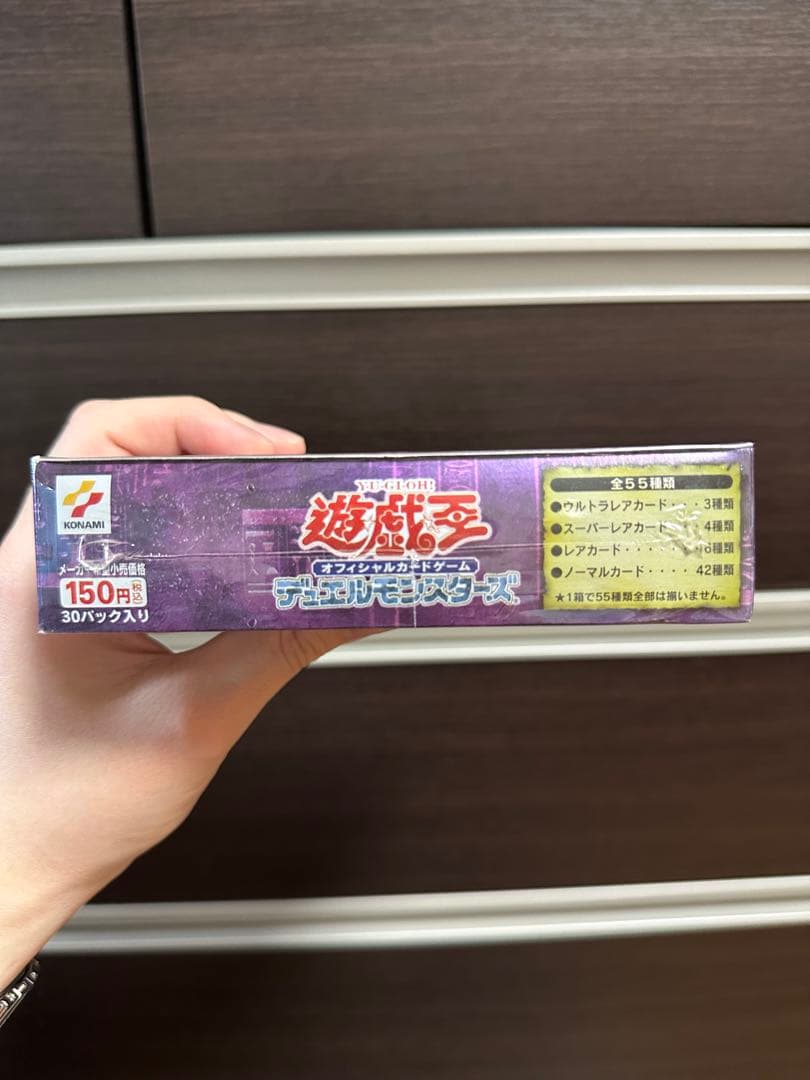 KONAMI
メーカー希望小売価格
150円 税込
30パック入り
YU-GI-OH!
遊戯王
オフィシャルカードゲーム
デュエルモンスターズ
全55種類
●ウルトラレアカード・・・3種類
●スーパーレアカード・・・4種類
●レアカード・・・・・・・6種類
●ノーマルカード・・・・42種類
★1箱で55種類全部は揃いません。